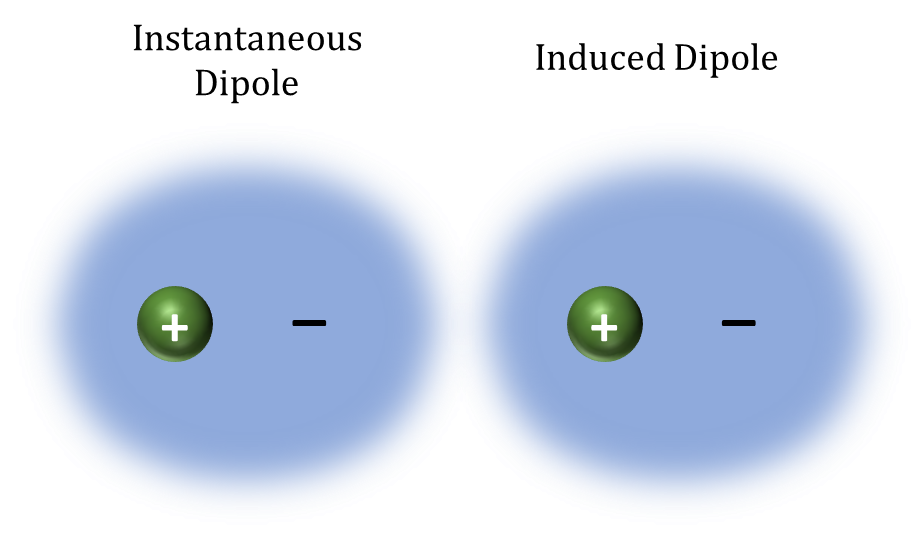 Instantaneous
Dipole
Induced Dipole
+ − + −